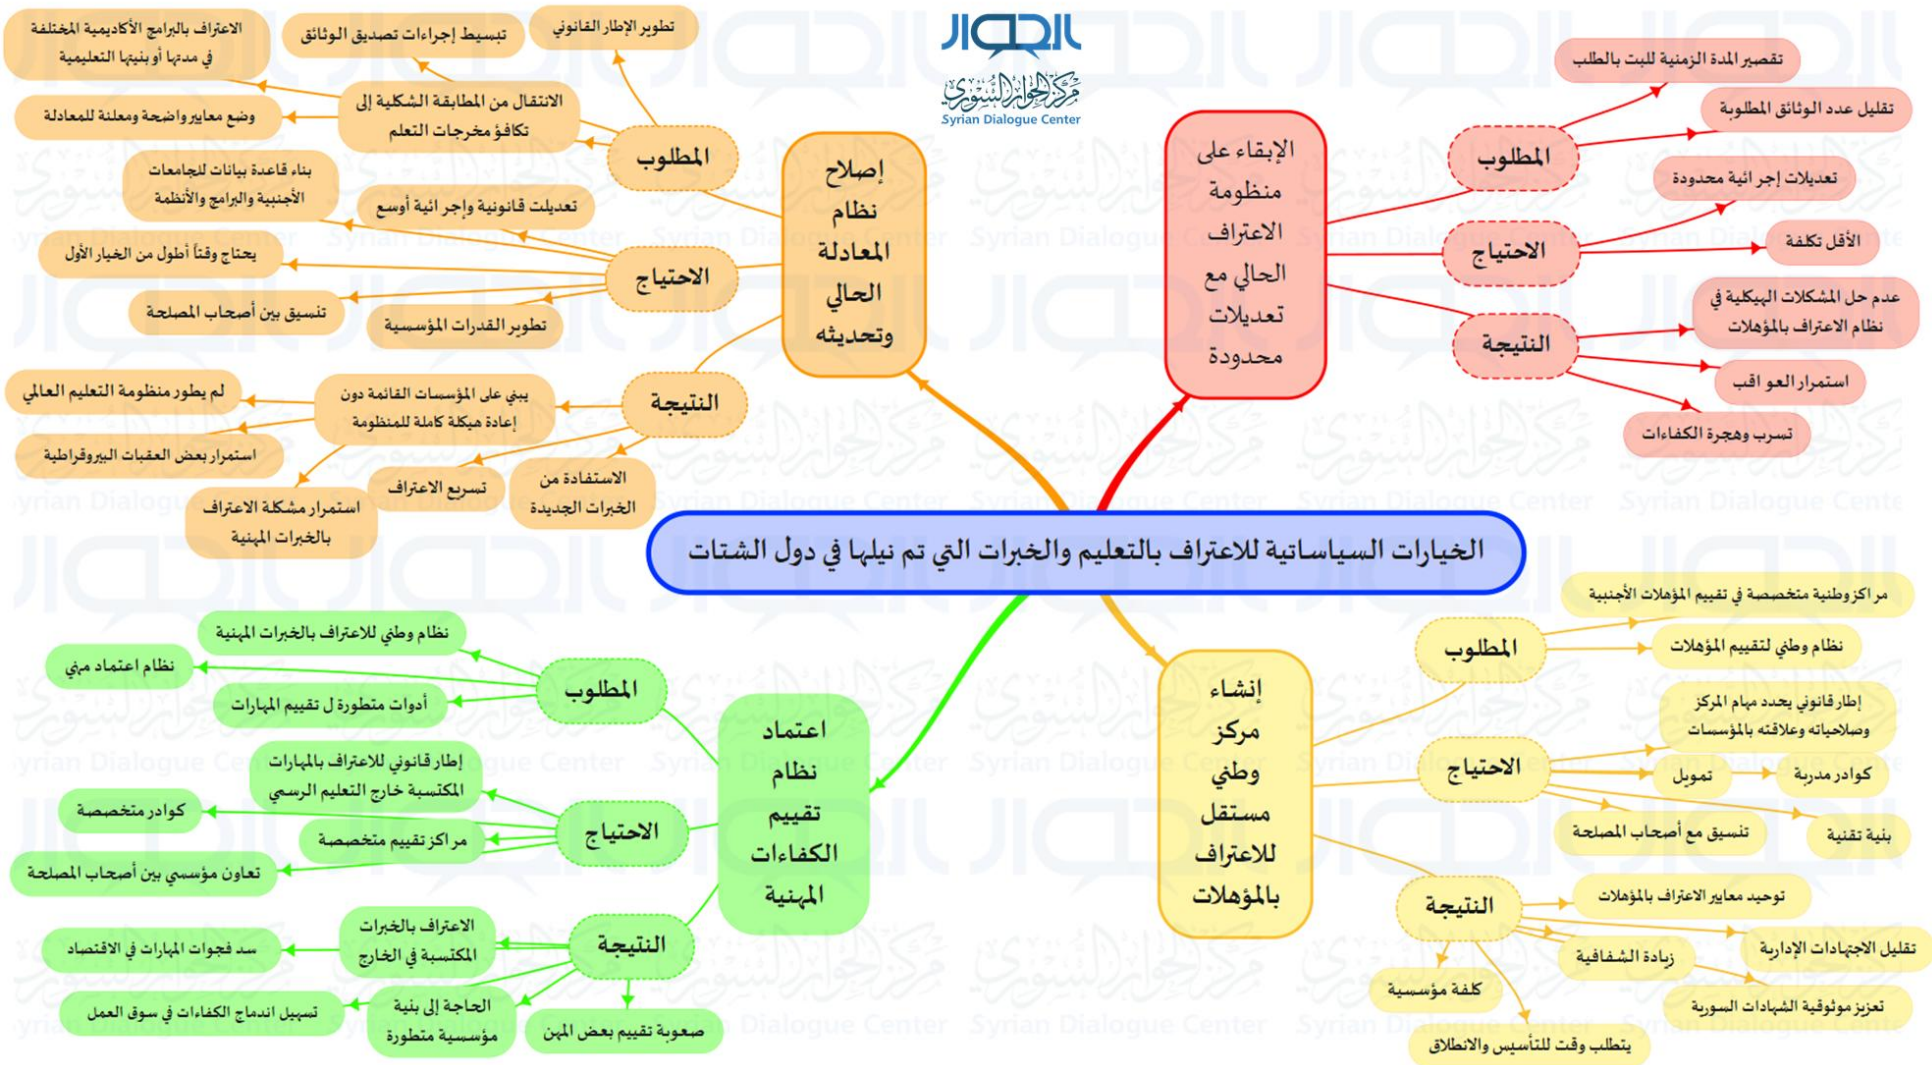 الحوار
مركز الحوار السوري
Syrian Dialogue Center
الخيارات السياساتية للاعتراف بالتعليم والخبرات التي تم نيلها في دول الشتات
الإبقاء على
منظومة
الاعتراف
الحالي مع
تعديلات
محدودة
المطلوب
تقصير المدة الزمنية للبت بالطلب
تقليل عدد الوثائق المطلوبة
الاحتياج
تعديلات إجرائية محدودة
الأقل تكلفة
النتيجة
عدم حل المشكلات الهيكلية في
نظام الاعتراف بالمؤهلات
استمرار العواقب
تسرب وهجرة الكفاءات
إصلاح
نظام
المعادلة
الحالي
وتحديثه
المطلوب
تطوير الإطار القانوني
تبسيط إجراءات تصديق الوثائق
الانتقال من المطابقة الشكلية إلى
تكافؤ مخرجات التعلم
الاعتراف بالبرامج الأكاديمية المختلفة
في مدتها أو بنيتها التعليمية
وضع معايير واضحة ومعلنة للمعادلة
الاحتياج
تعديلت قانونية وإجرائية أوسع
بناء قاعدة بيانات للجامعات
الأجنبية والبرامج والأنظمة
يحتاج وقتاً أطول من الخيار الأول
تنسيق بين أصحاب المصلحة
تطوير القدرات المؤسسية
النتيجة
يبني على المؤسسات القائمة دون
إعادة هيكلة كاملة للمنظومة
لم يطور منظومة التعليم العالمي
استمرار بعض العقبات البيروقراطية
استمرار مشكلة الاعتراف
بالخبرات المهنية
تسريع الاعتراف
الاستفادة من
الخبرات الجديدة
إنشاء
مركز
وطني
مستقل
للاعتراف
بالمؤهلات
المطلوب
مراكز وطنية متخصصة في تقييم المؤهلات الأجنبية
نظام وطني لتقييم المؤهلات
الاحتياج
إطار قانوني يحدد مهام المركز
وصلاحياته وعلاقته بالمؤسسات
تمويل
كوادر مدربة
تنسيق مع أصحاب المصلحة
بنية تقنية
النتيجة
توحيد معايير الاعتراف بالمؤهلات
تقليل الاجتهادات الإدارية
زيادة الشفافية
تعزيز موثوقية الشهادات السورية
كلفة مؤسسية
يتطلب وقت للتأسيس والانطلاق
اعتماد
نظام
تقييم
الكفاءات
المهنية
المطلوب
نظام وطني للاعتراف بالخبرات المهنية
نظام اعتماد مهني
أدوات متطورة ل تقييم المهارات
الاحتياج
إطار قانوني للاعتراف بالمهارات
المكتسبة خارج التعليم الرسمي
كوادر متخصصة
مراكز تقييم متخصصة
تعاون مؤسسي بين أصحاب المصلحة
النتيجة
الاعتراف بالخبرات
المكتسبة في الخارج
سد فجوات المهارات في الاقتصاد
تسهيل اندماج الكفاءات في سوق العمل
الحاجة إلى بنية
مؤسسية متطورة
صعوبة تقييم بعض المهن